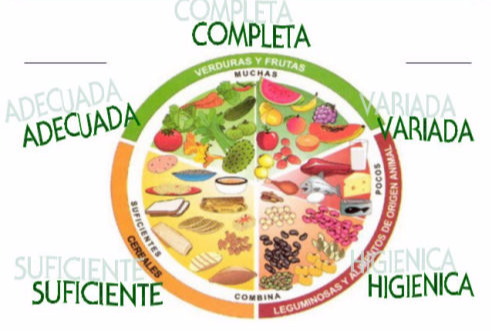 COMPLETA
COMPLETA
ADECUADA
ADECUADA
VARIADA
VARIADA
VERDURAS Y FRUTAS
MUCHAS
SUFICIENTES
CEREALES
POCOS
LEGUMINOSAS Y ALIMENTOS DE ORIGEN ANIMAL
COMBINA
SUFICIENTE
SUFICIENTE
HIGIENICA
HIGIENICA